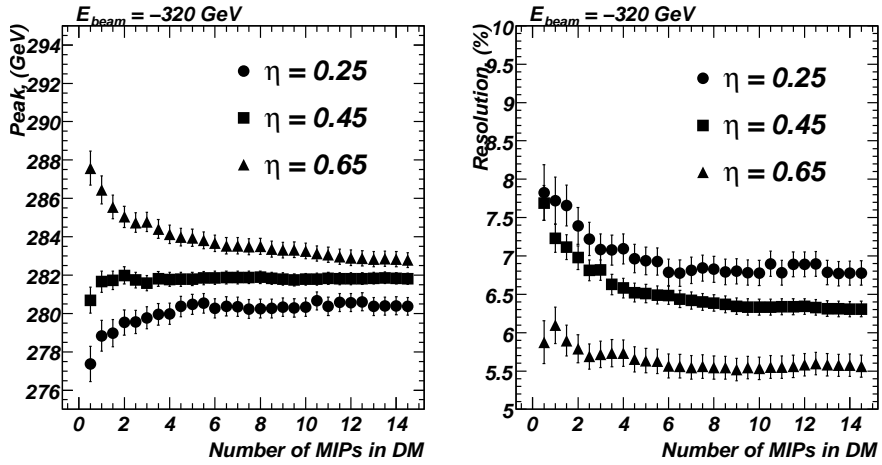 E_beam = –320 GeV
Peak, (GeV)
294
292
290
288
286
284
282
280
278
276
η = 0.25
η = 0.45
η = 0.65
0 2 4 6 8 10 12 14
Number of MIPs in DM
E_beam = –320 GeV
Resolution, (%)
10
9.5
9
8.5
8
7.5
7
6.5
6
5.5
5
η = 0.25
η = 0.45
η = 0.65
0 2 4 6 8 10 12 14
Number of MIPs in DM